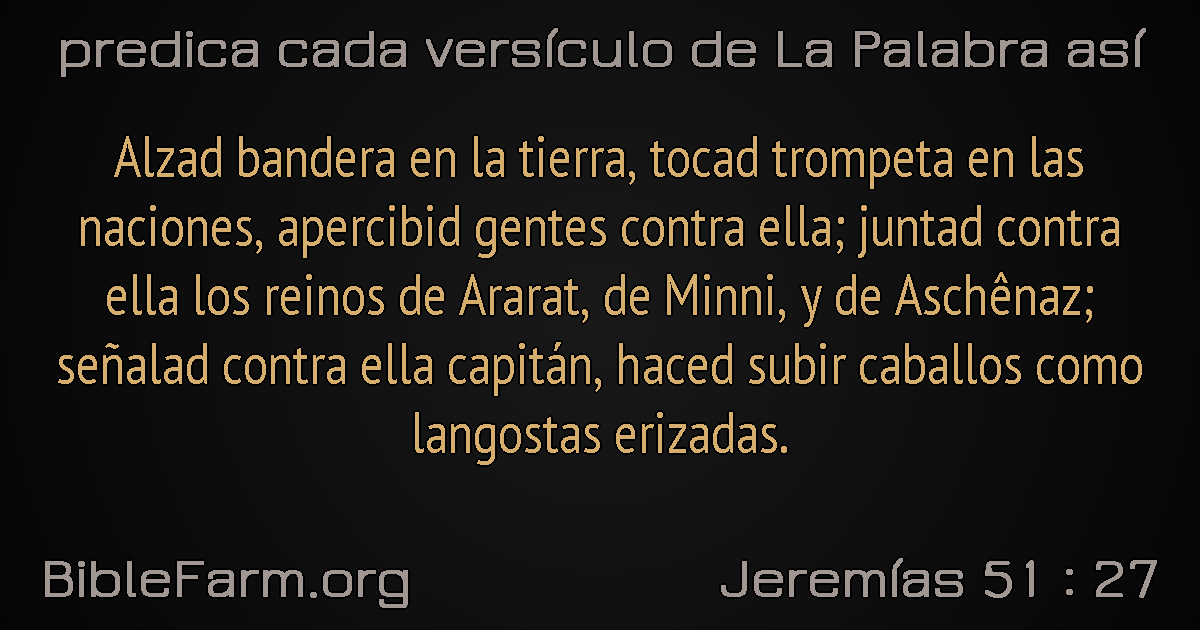 predica cada versículo de La Palabra así
Alzad bandera en la tierra, tocad trompeta en las
naciones, apercibid gentes contra ella; juntad contra
ella los reinos de Ararat, de Minni, y de Aschênaz;
señalad contra ella capitán, haced subir caballos como
langostas erizadas.
BibleFarm.org
Jeremías 51 : 27